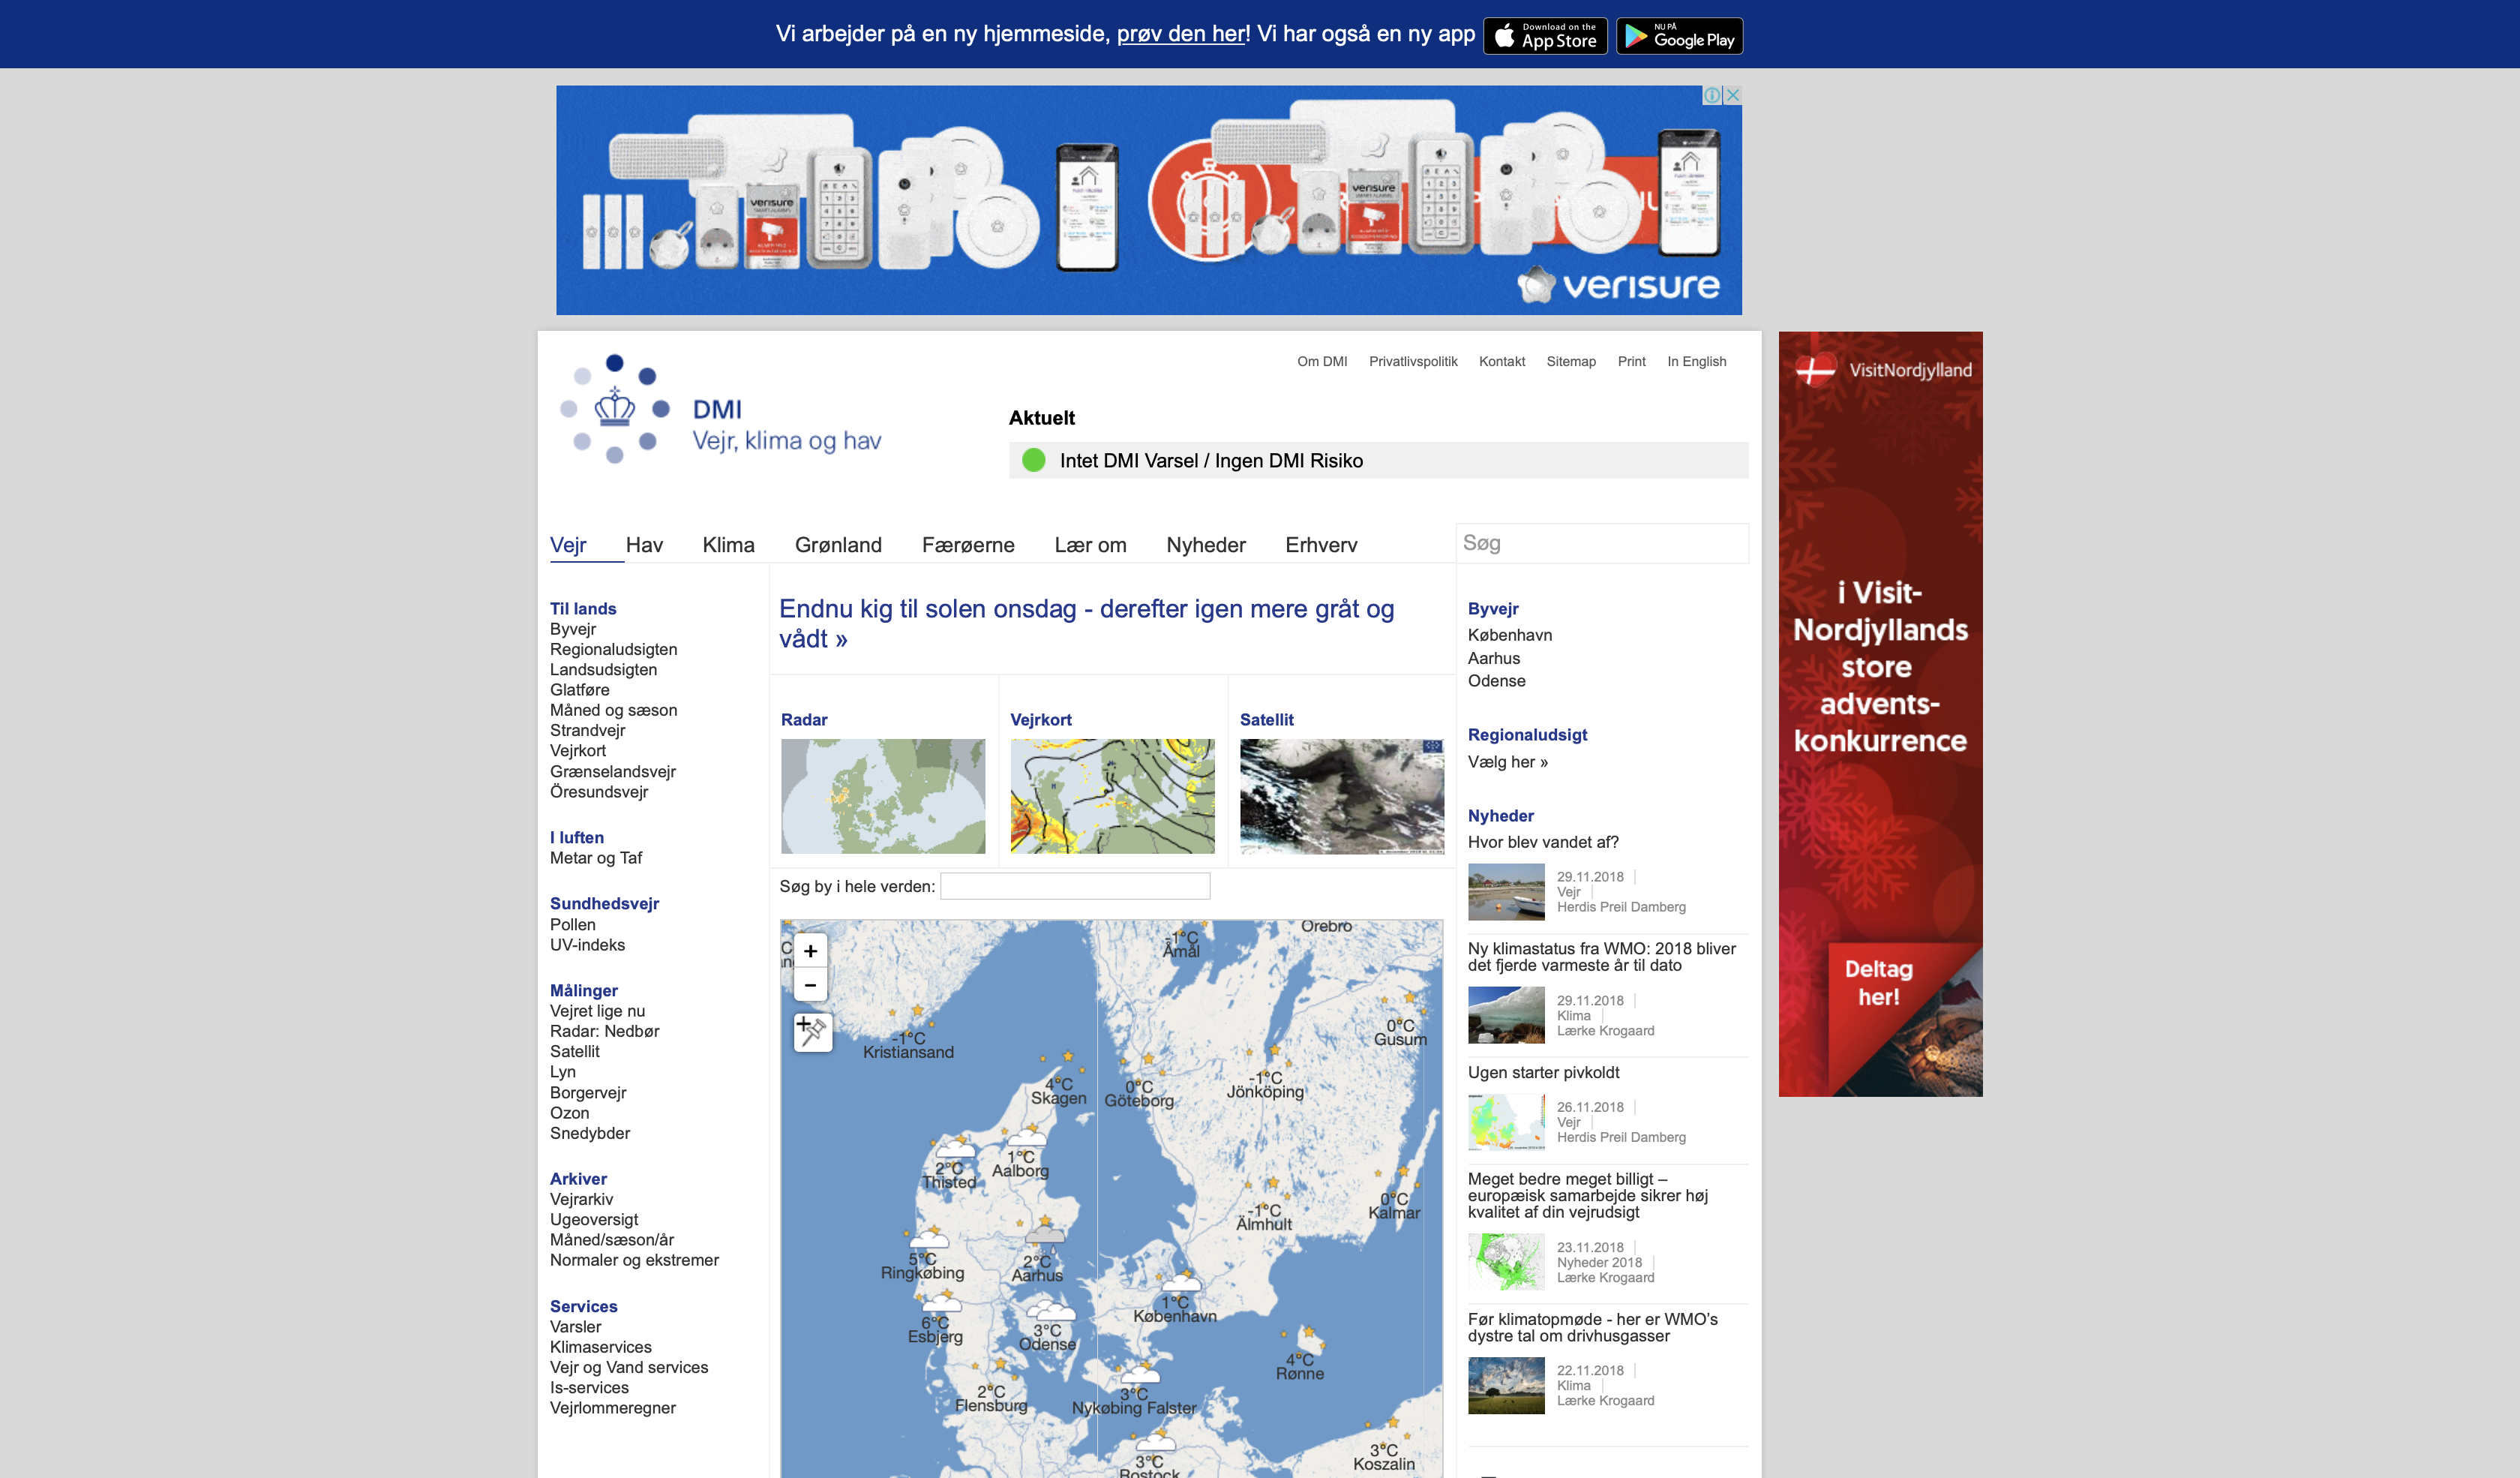 Vi arbejder på en ny hjemmeside, prøv den her! Vi har også en ny app
Download on the
App Store
NU PÅ
Google Play
verisure
verisure
verisure
DMI
Vejr, klima og hav
Om DMI Privatlivspolitik Kontakt Sitemap Print In English
Aktuelt
Intet DMI Varsel / Ingen DMI Risiko
Vejr Hav Klima Grønland Færøerne Lær om Nyheder Erhverv
Søg
Til lands
Byvejr
Regionaludsigten
Landsudsigten
Glatføre
Måned og sæson
Strandvejr
Vejrkort
Grænselandsvejr
Öresundsvejr
I luften
Metar og Taf
Sundhedsvejr
Pollen
UV-indeks
Målinger
Vejret lige nu
Radar: Nedbør
Satellit
Lyn
Borgervejr
Ozon
Snedybder
Arkiver
Vejrarkiv
Ugeoversigt
Måned/sæson/år
Normaler og ekstremer
Services
Varsler
Klimaservices
Vejr og Vand services
Is-services
Vejrlommeregner
Endnu kig til solen onsdag - derefter igen mere gråt og
vådt »
Radar
Vejrkort
Satellit
Søg by i hele verden:
+
−
Örebro
-1°C
Åmål
-1°C
Kristiansand
0°C
Gusum
4°C
Skagen
0°C
Göteborg
-1°C
Jönköping
2°C
Thisted
1°C
Aalborg
-1°C
Älmhult
0°C
Kalmar
5°C
Ringkøbing
2°C
Aarhus
1°C
København
6°C
Esbjerg
3°C
Odense
4°C
Rønne
2°C
Flensburg
3°C
Nykøbing Falster
3°C
Rostock
3°C
Koszalin
Byvejr
København
Aarhus
Odense
Regionaludsigt
Vælg her »
Nyheder
Hvor blev vandet af?
29.11.2018
Vejr
Herdis Preil Damberg
Ny klimastatus fra WMO: 2018 bliver
det fjerde varmeste år til dato
29.11.2018
Klima
Lærke Krogaard
Ugen starter pivkoldt
26.11.2018
Vejr
Herdis Preil Damberg
Meget bedre meget billigt –
europæisk samarbejde sikrer høj
kvalitet af din vejrudsigt
23.11.2018
Nyheder 2018
Lærke Krogaard
Før klimatopmøde - her er WMO's
dystre tal om drivhusgasser
22.11.2018
Klima
Lærke Krogaard
VisitNordjylland
i Visit-
Nordjyllands
store
advents-
konkurrence
Deltag
her!